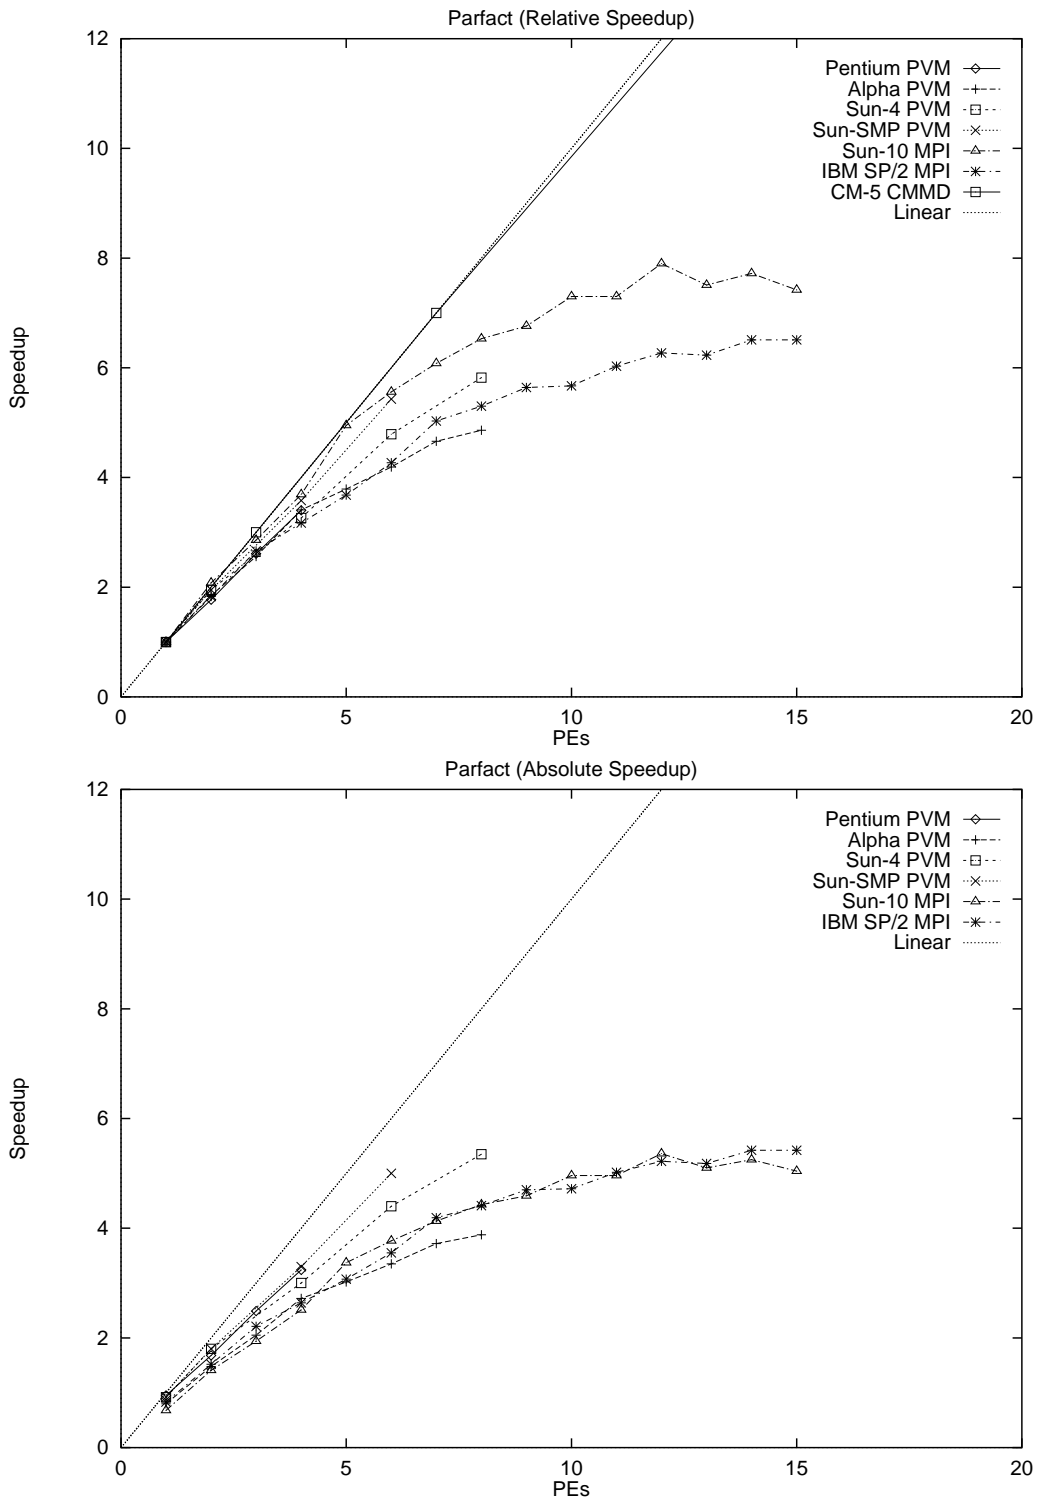 Parfact (Relative Speedup)
12
10
8
6
4
2
0
Speedup
Pentium PVM
Alpha PVM
Sun-4 PVM
Sun-SMP PVM
Sun-10 MPI
IBM SP/2 MPI
CM-5 CMMD
Linear
0 5 10 15 20
PEs
Parfact (Absolute Speedup)
12
10
8
6
4
2
0
Speedup
Pentium PVM
Alpha PVM
Sun-4 PVM
Sun-SMP PVM
Sun-10 MPI
IBM SP/2 MPI
Linear
0 5 10 15 20
PEs